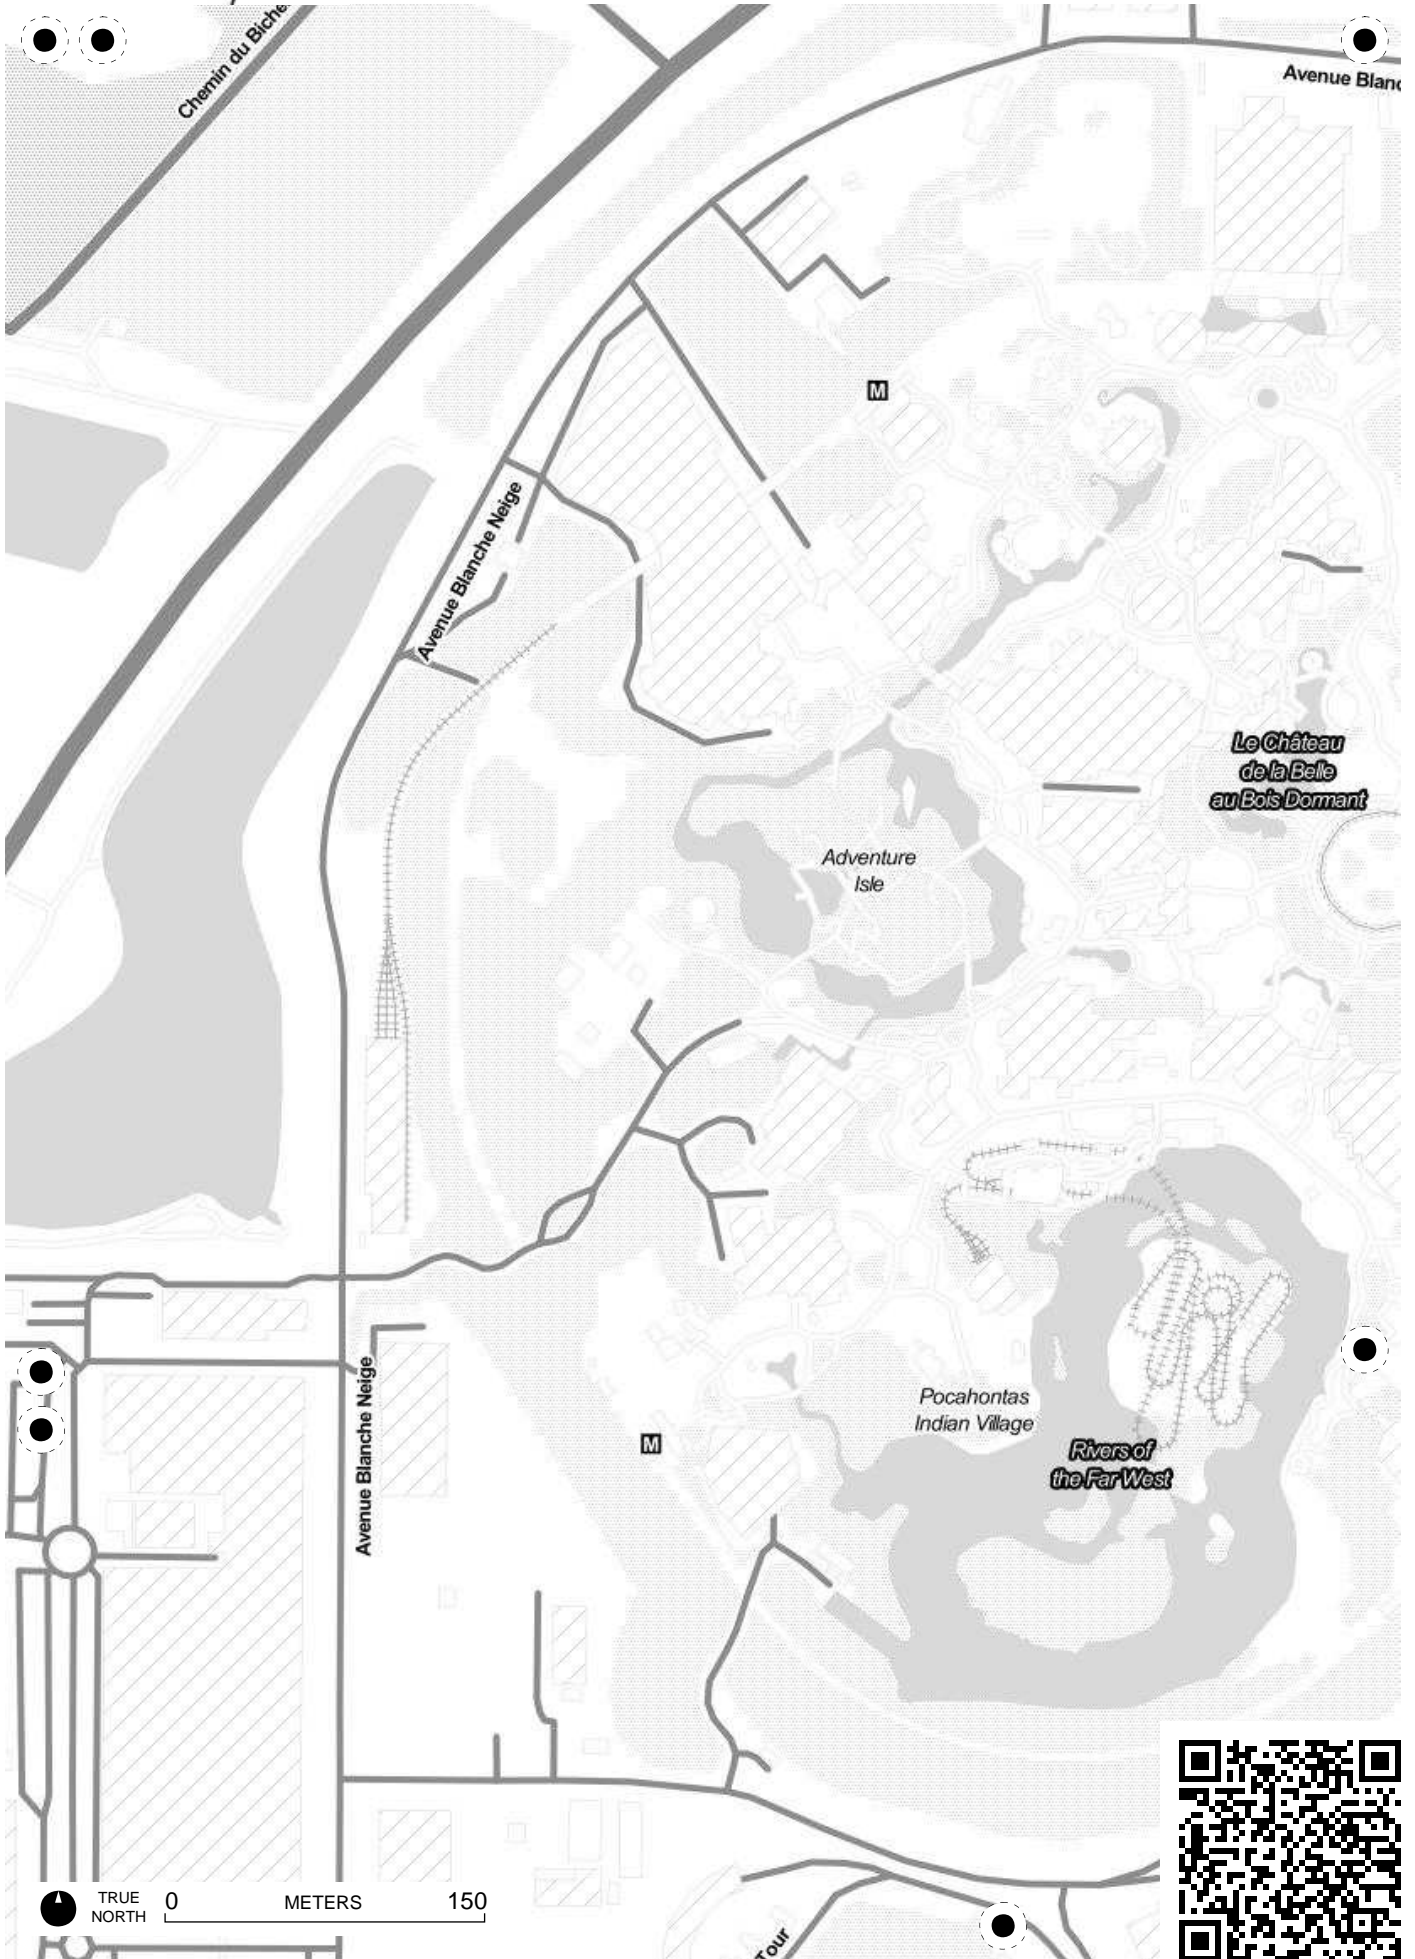 Chemin du Biche
Avenue Blanc
M
Avenue Blanche Neige
Le Château
de la Belle
au Bois Dormant
Adventure
Isle
Pocahontas
Indian Village
Avenue Blanche Neige
M
Rivers of
the Far West
TRUE
NORTH
0 METERS 150
Tour